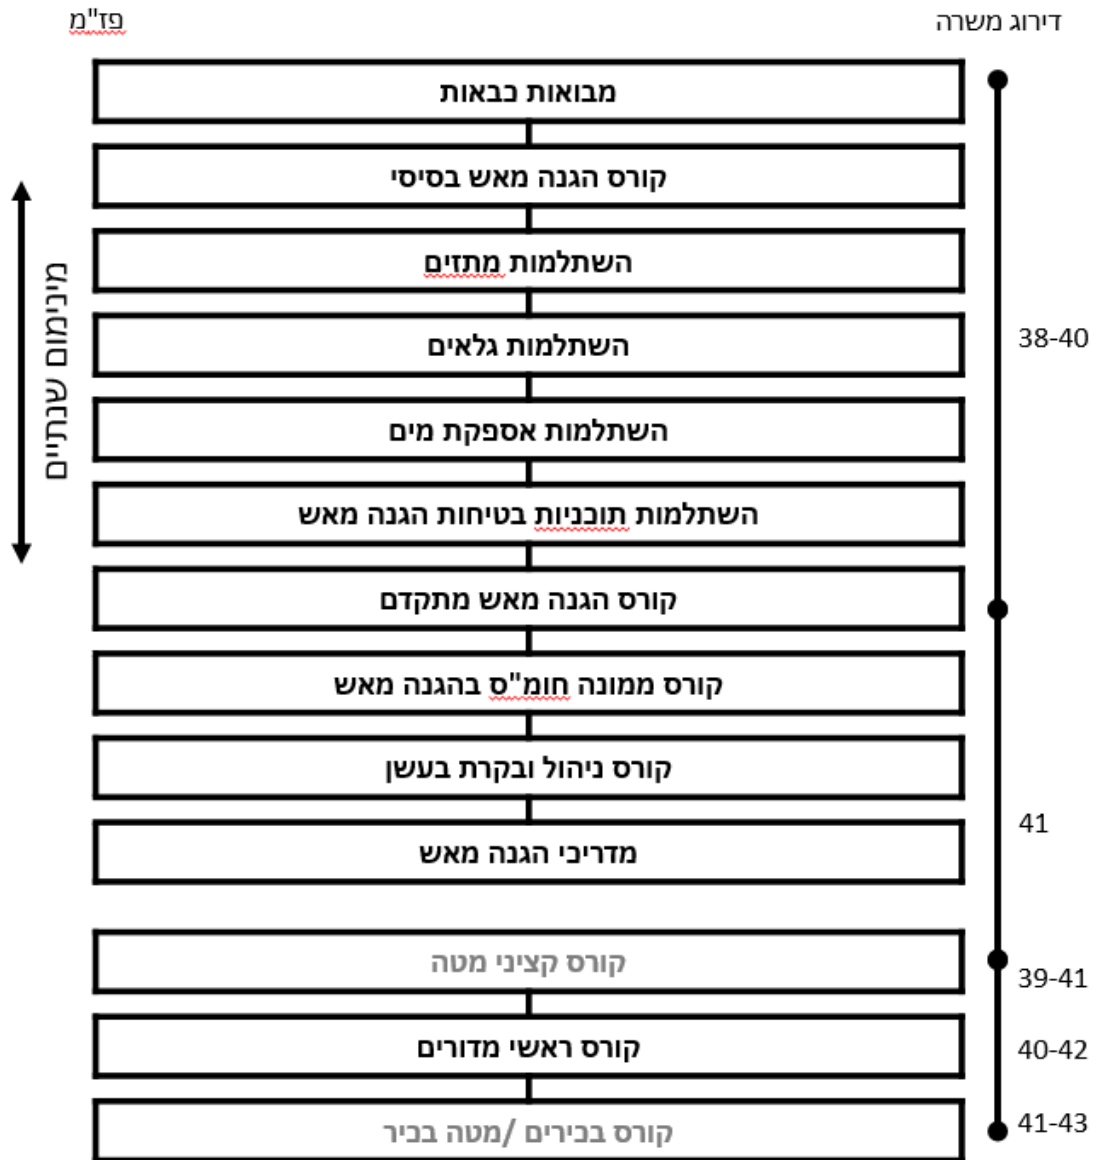 דירוג משרה
פז"מ
מבואות כבאות
קורס הגנה מאש בסיסי
השתלמות מתזים
השתלמות גלאים
השתלמות אספקת מים
השתלמות תוכניות בטיחות הגנה מאש
קורס הגנה מאש מתקדם
קורס ממונה חומ"ס בהגנה מאש
קורס ניהול ובקרת בעשן
מדריכי הגנה מאש
קורס קציני מטה
קורס ראשי מדורים
קורס בכירים /מטה בכיר
38-40
41
39-41
40-42
41-43
מינימום שנתיים